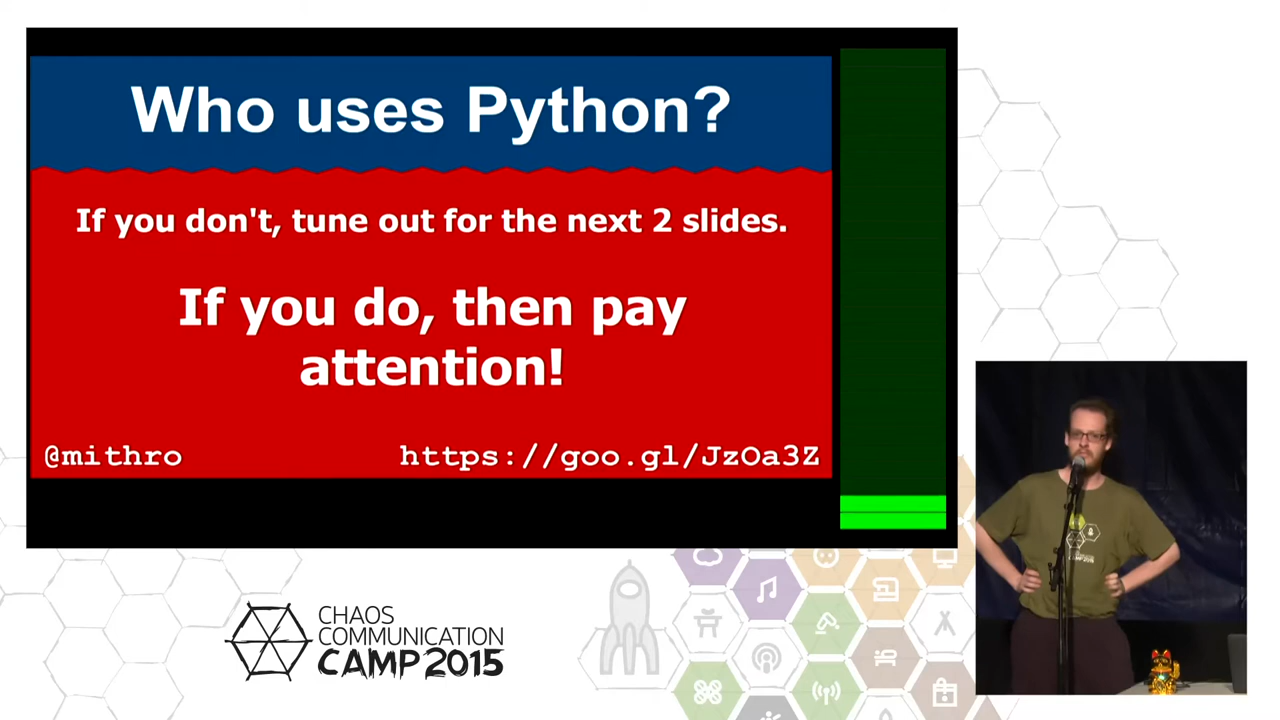 Who uses Python?
If you don't, tune out for the next 2 slides.
If you do, then pay
attention!
@mithro
https://goo.gl/JzOa3Z
CHAOS
COMMUNICATION
CAMP 2015